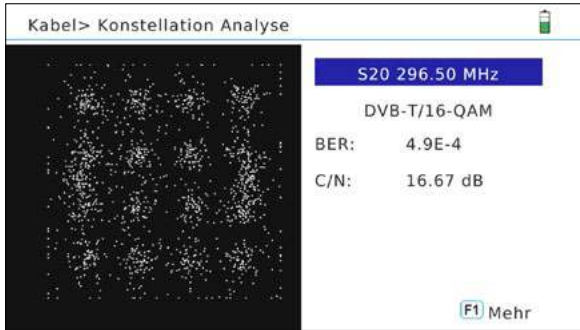 Kabel> Konstellation Analyse
S20 296.50 MHz
DVB-T/16-QAM
BER: 4.9E-4
C/N: 16.67 dB
F1 Mehr